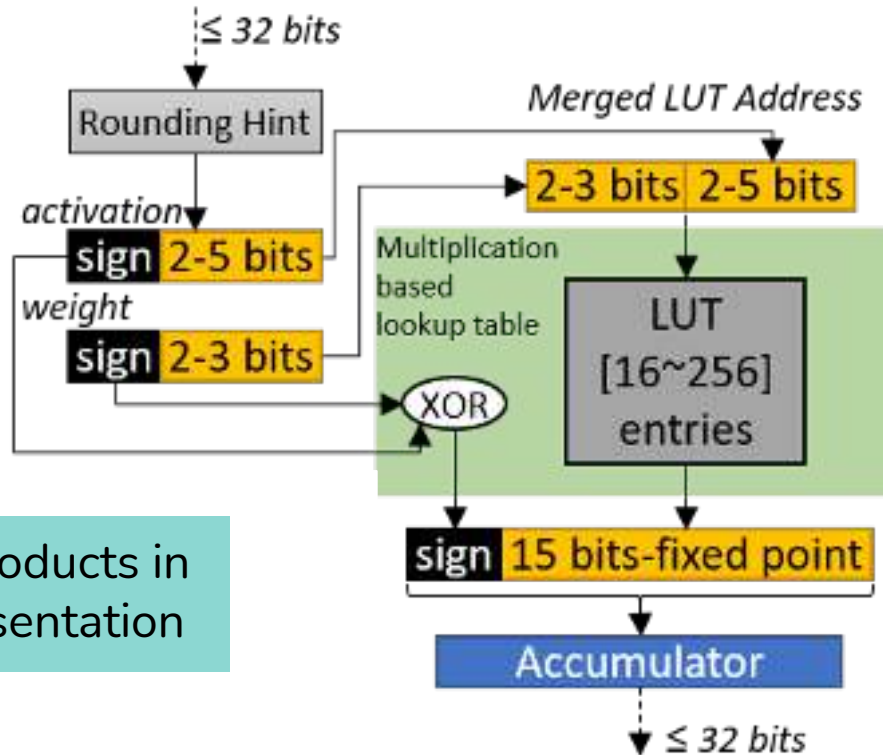 ≤ 32 bits
Rounding Hint
Merged LUT Address
2-3 bits 2-5 bits
activation
sign 2-5 bits
weight
sign 2-3 bits
Multiplication
based
lookup table
LUT
[16~256]
entries
XOR
sign 15 bits-fixed point
oducts in
sentation
Accumulator
≤ 32 bits